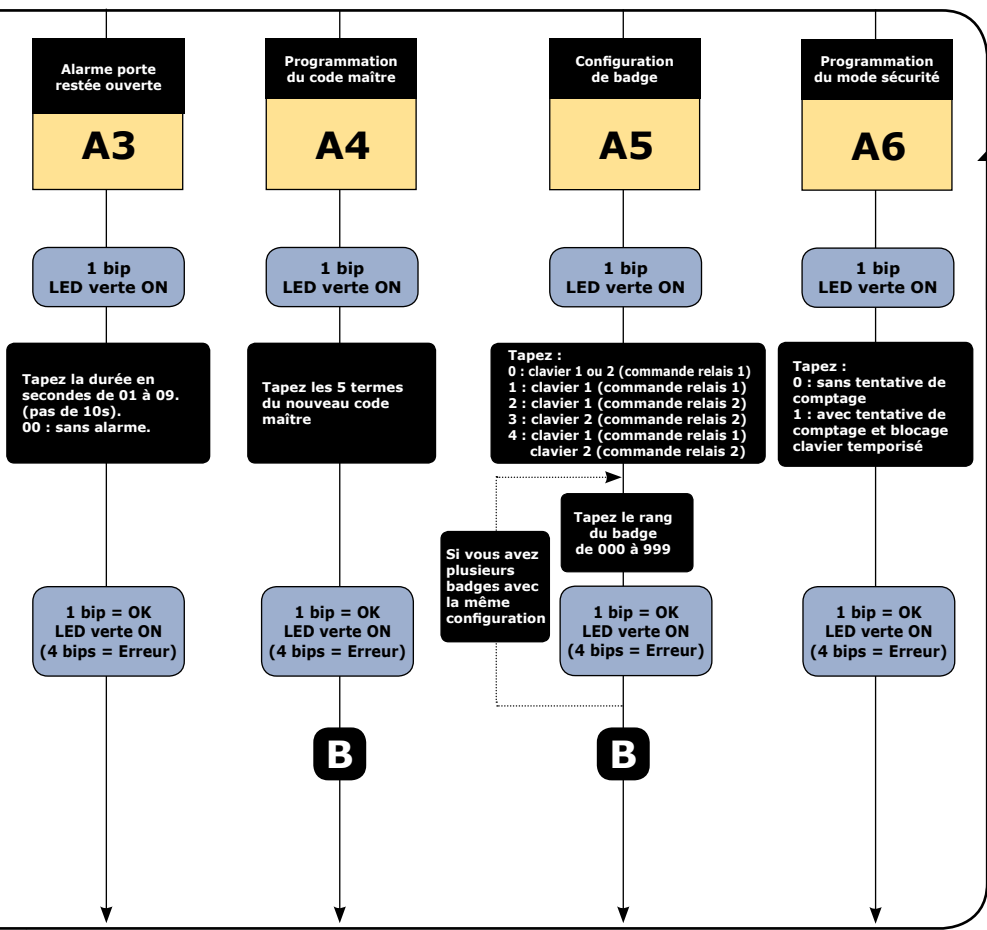 Alarme porte
restée ouverte
A3
1 bip
LED verte ON
Tapez la durée en
secondes de 01 à 09.
(pas de 10s).
00 : sans alarme.
1 bip = OK
LED verte ON
(4 bips = Erreur)
Programmation
du code maître
A4
1 bip
LED verte ON
Tapez les 5 termes
du nouveau code
maître
1 bip = OK
LED verte ON
(4 bips = Erreur)
B
Configuration
de badge
A5
1 bip
LED verte ON
Tapez :
0 : clavier 1 ou 2 (commande relais 1)
1 : clavier 1 (commande relais 1)
2 : clavier 1 (commande relais 2)
3 : clavier 2 (commande relais 2)
4 : clavier 1 (commande relais 1)
clavier 2 (commande relais 2)
Tapez le rang
du badge
de 000 à 999
Si vous avez
plusieurs
badges avec
la même
configuration
1 bip = OK
LED verte ON
(4 bips = Erreur)
B
Programmation
du mode sécurité
A6
1 bip
LED verte ON
Tapez :
0 : sans tentative de
comptage
1 : avec tentative de
comptage et blocage
clavier temporisé
1 bip = OK
LED verte ON
(4 bips = Erreur)